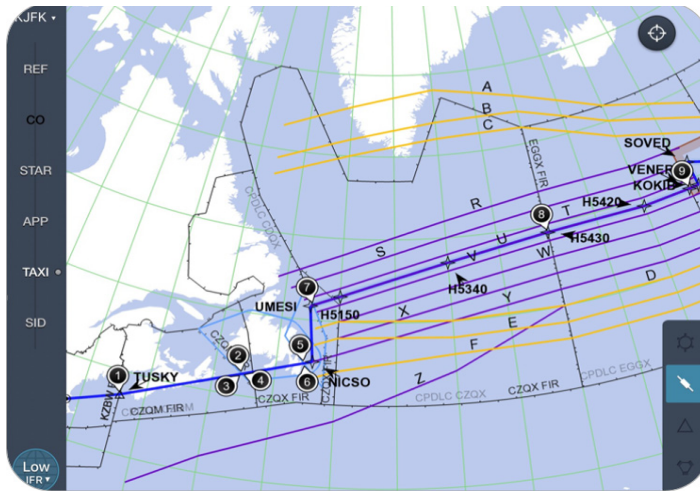 KJFK ▾
REF
CO
STAR
APP
TAXI
SID
Low
IFR ▾
A
B
C
SOVED
VENER
9
KOKIB
EGGX FIR
H5420
R
8
T
H5430
S
U
V
W
CPDLC CDQX
7
H5340
D
UMESI
H5150
X
Y
E
5
F
2
1
TUSKY
3
4
6
NICSO
Z
KZBW
CZQM FIR
CZQX FIR
CPDLC CZQX
CZQX FIR
CPDLC EGGX